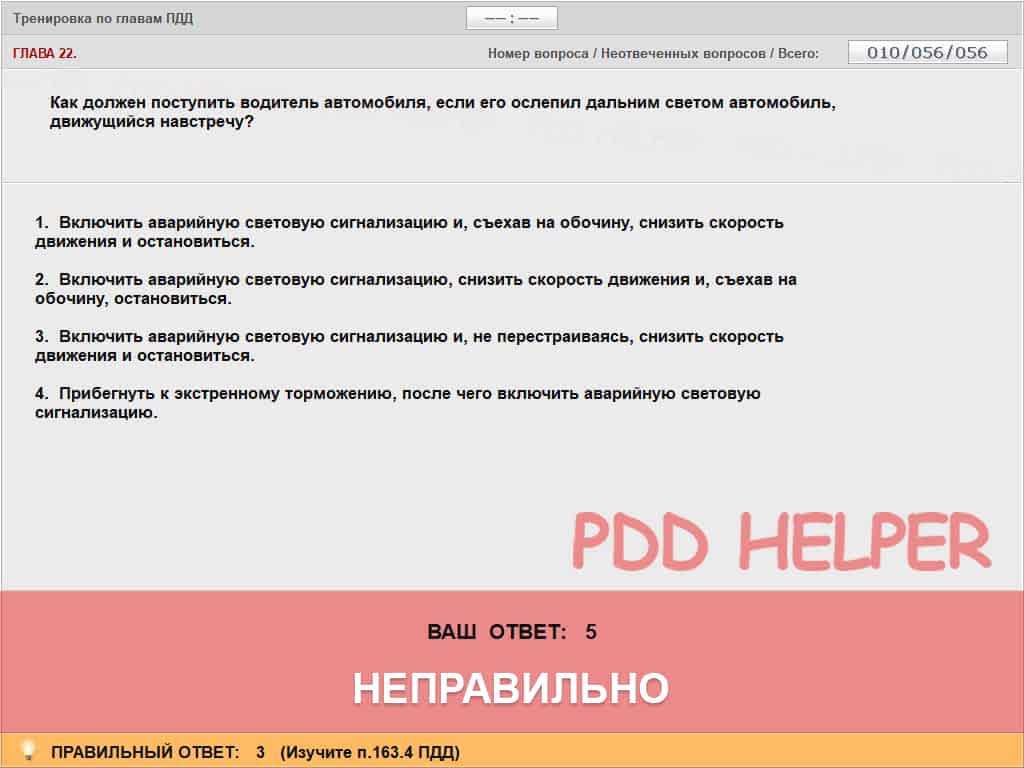 Тренировка по главам ПДД
—— : ——
ГЛАВА 22.
Номер вопроса / Неотвеченных вопросов / Всего:
010/056/056
Как должен поступить водитель автомобиля, если его ослепил дальним светом автомобиль,
движущийся навстречу?
1. Включить аварийную световую сигнализацию и, съехав на обочину, снизить скорость
движения и остановиться.
2. Включить аварийную световую сигнализацию, снизить скорость движения и, съехав на
обочину, остановиться.
3. Включить аварийную световую сигнализацию и, не перестраиваясь, снизить скорость
движения и остановиться.
4. Прибегнуть к экстренному торможению, после чего включить аварийную световую
сигнализацию.
PDD HELPER
ВАШ ОТВЕТ: 5
НЕПРАВИЛЬНО
ПРАВИЛЬНЫЙ ОТВЕТ: 3 (Изучите п.163.4 ПДД)